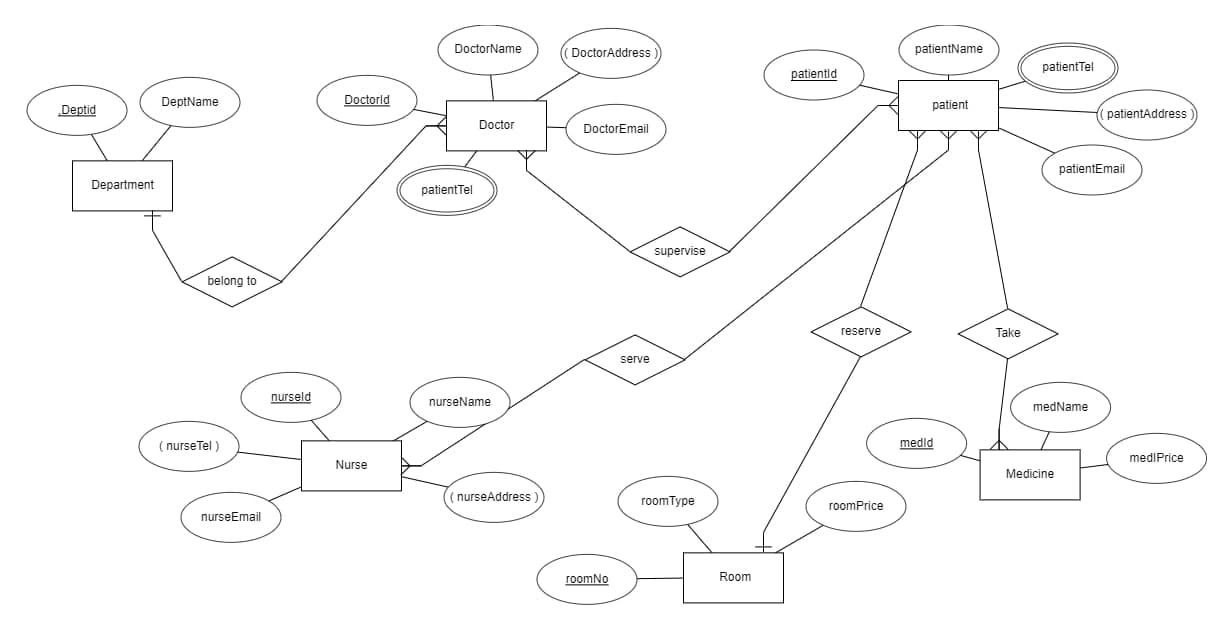 DoctorName
( DoctorAddress )
patientName
patientTel
patientId
DoctorId
,Deptid
DeptName
patient
( patientAddress )
Doctor
DoctorEmail
patientEmail
Department
patientTel
supervise
belong to
reserve
Take
serve
nurseId
nurseName
medName
( nurseTel )
medId
medIPrice
Nurse
Medicine
( nurseAddress )
roomType
roomPrice
nurseEmail
roomNo
Room